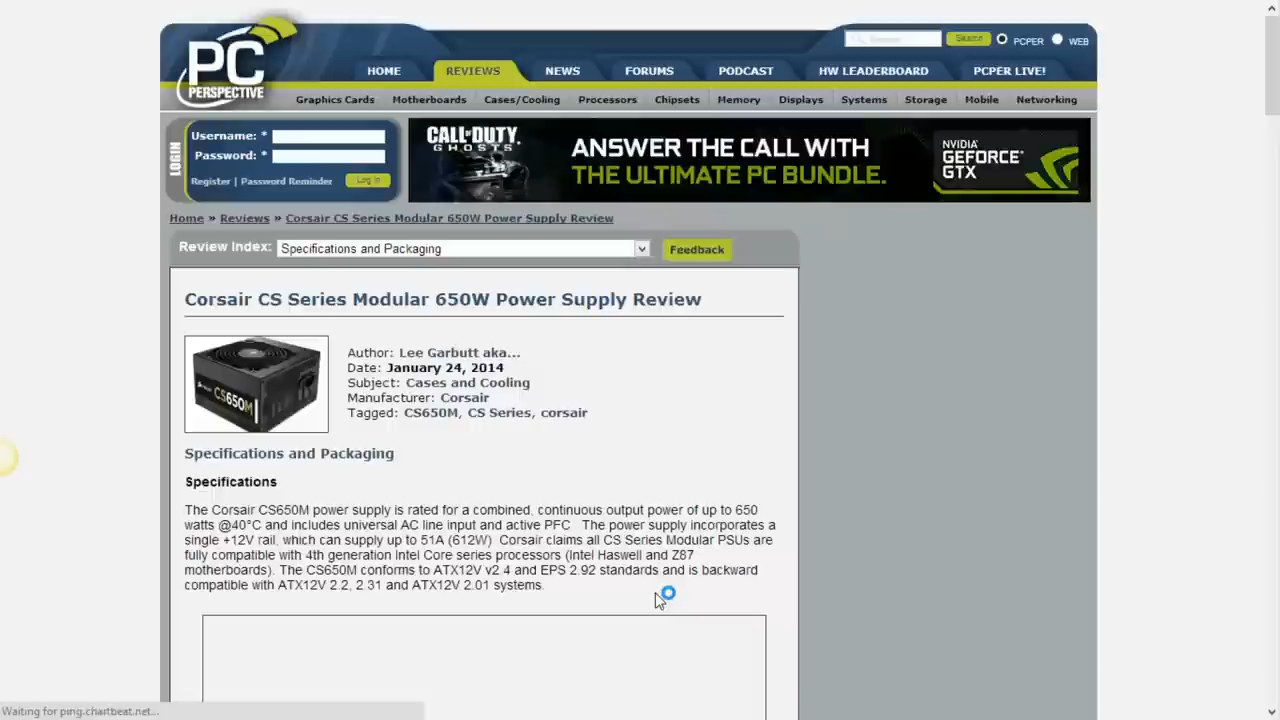 PC
PERSPECTIVE
Search
PCPER
WEB
HOME
REVIEWS
NEWS
FORUMS
PODCAST
HW LEADERBOARD
PCPER LIVE!
Graphics Cards
Motherboards
Cases/Cooling
Processors
Chipsets
Memory
Displays
Systems
Storage
Mobile
Networking
LOGIN
Username: *
Password: *
Register | Password Reminder
Log in
CALL OF DUTY.
GHOSTS
ANSWER THE CALL WITH
THE ULTIMATE PC BUNDLE.
NVIDIA
GEFORCE
GTX
Home » Reviews » Corsair CS Series Modular 650W Power Supply Review
Review Index:
Specifications and Packaging
Feedback
Corsair CS Series Modular 650W Power Supply Review
CS650M
Author: Lee Garbutt aka...
Date: January 24, 2014
Subject: Cases and Cooling
Manufacturer: Corsair
Tagged: CS650M, CS Series, corsair
Specifications and Packaging
Specifications
The Corsair CS650M power supply is rated for a combined, continuous output power of up to 650
watts @40°C and includes universal AC line input and active PFC  The power supply incorporates a
single +12V rail, which can supply up to 51A (612W)  Corsair claims all CS Series Modular PSUs are
fully compatible with 4th generation Intel Core series processors (Intel Haswell and Z87
motherboards). The CS650M conforms to ATX12V v2.4 and EPS 2.92 standards and is backward
compatible with ATX12V 2.2, 2 31 and ATX12V 2.01 systems.
Waiting for ping.chartbeat.net...